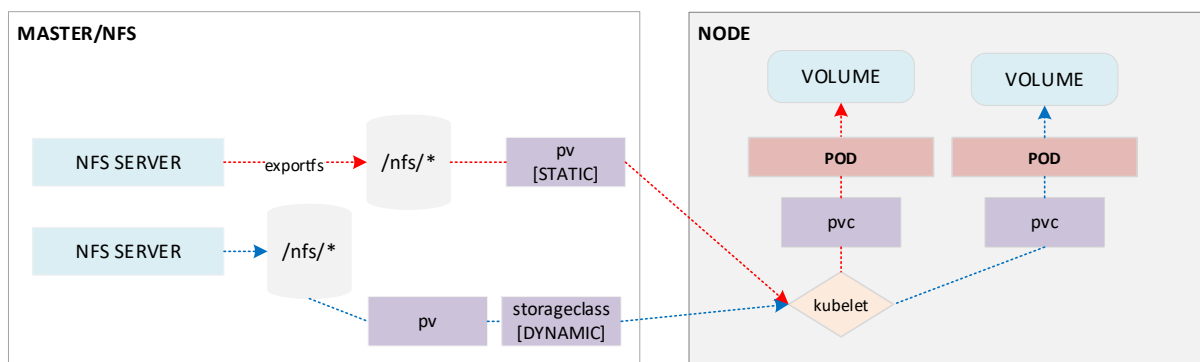 MASTER/NFS
NFS SERVER
exportfs
/nfs/*
pv
[STATIC]
NFS SERVER
/nfs/*
pv
storageclass
[DYNAMIC]
NODE
VOLUME
VOLUME
POD
POD
pvc
pvc
kubelet